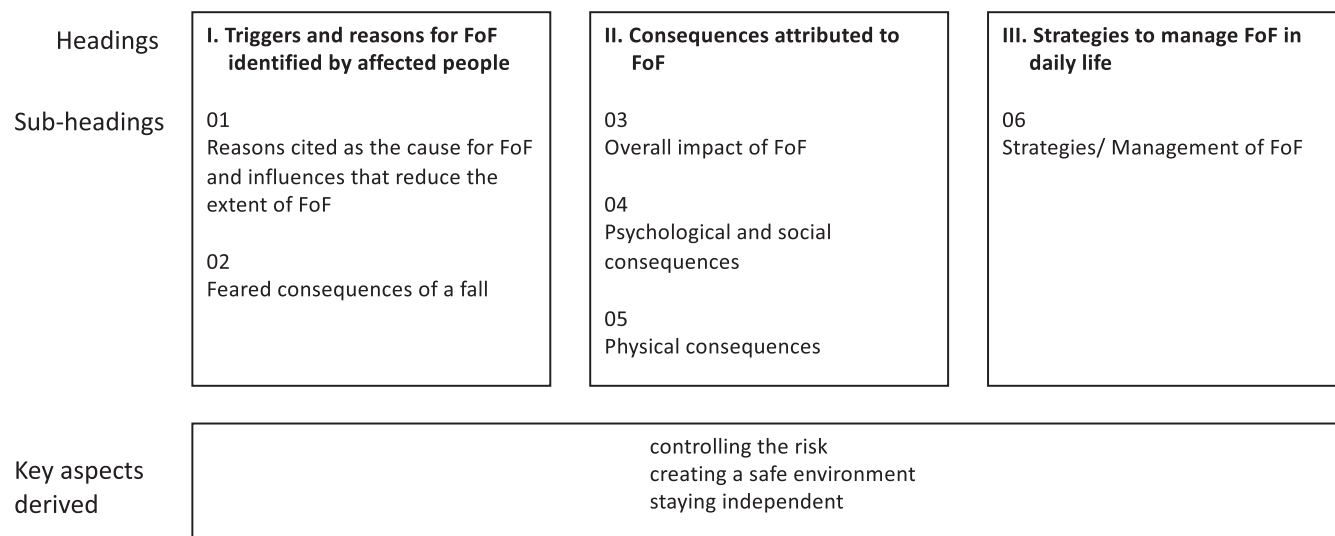 Headings
I. Triggers and reasons for FoF
identified by affected people
II. Consequences attributed to
FoF
III. Strategies to manage FoF in
daily life
Sub-headings
01
Reasons cited as the cause for FoF
and influences that reduce the
extent of FoF
02
Feared consequences of a fall
03
Overall impact of FoF
04
Psychological and social
consequences
05
Physical consequences
06
Strategies/ Management of FoF
Key aspects
derived
controlling the risk
creating a safe environment
staying independent